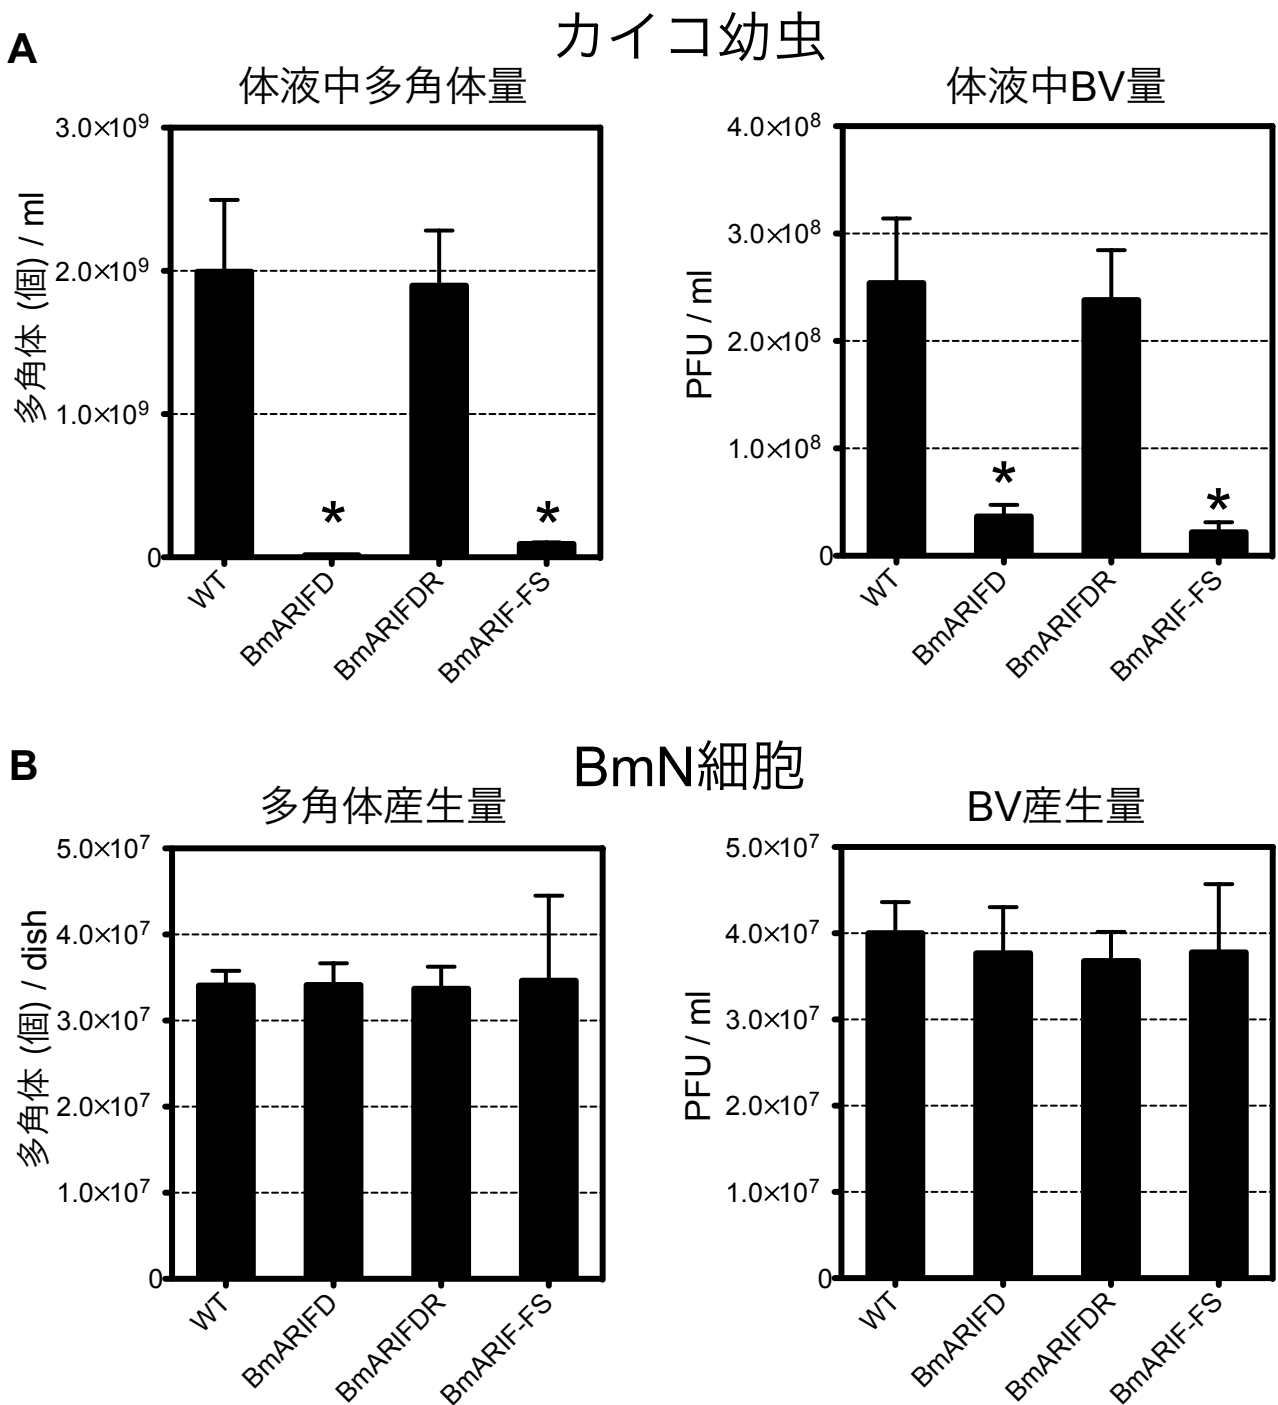 A
カイコ幼虫
体液中多角体量
多角体 (個) / ml
3.0×10⁹
2.0×10⁹
1.0×10⁹
0
*
*
WT
BmARIFD
BmARIFDR
BmARIF-FS
体液中BV量
PFU / ml
4.0×10⁸
3.0×10⁸
2.0×10⁸
1.0×10⁸
0
*
*
WT
BmARIFD
BmARIFDR
BmARIF-FS
B
BmN細胞
多角体産生量
多角体 (個) / dish
5.0×10⁷
4.0×10⁷
3.0×10⁷
2.0×10⁷
1.0×10⁷
0
WT
BmARIFD
BmARIFDR
BmARIF-FS
BV産生量
PFU / ml
5.0×10⁷
4.0×10⁷
3.0×10⁷
2.0×10⁷
1.0×10⁷
0
WT
BmARIFD
BmARIFDR
BmARIF-FS